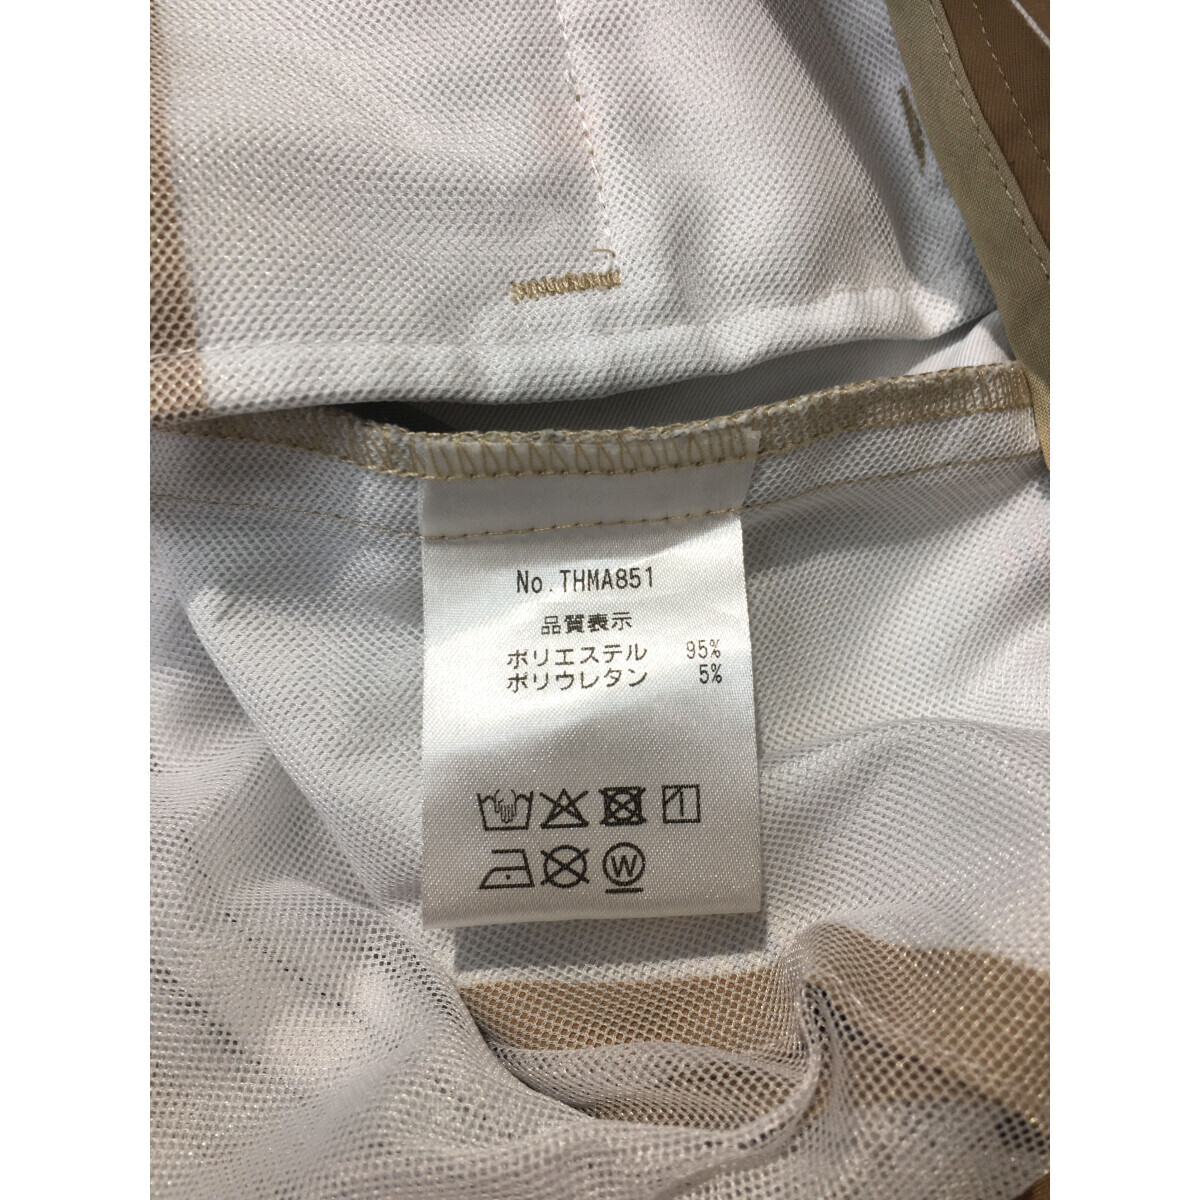 No.THMA851
品質表示
ポリエステル 95%
ポリウレタン 5%
W